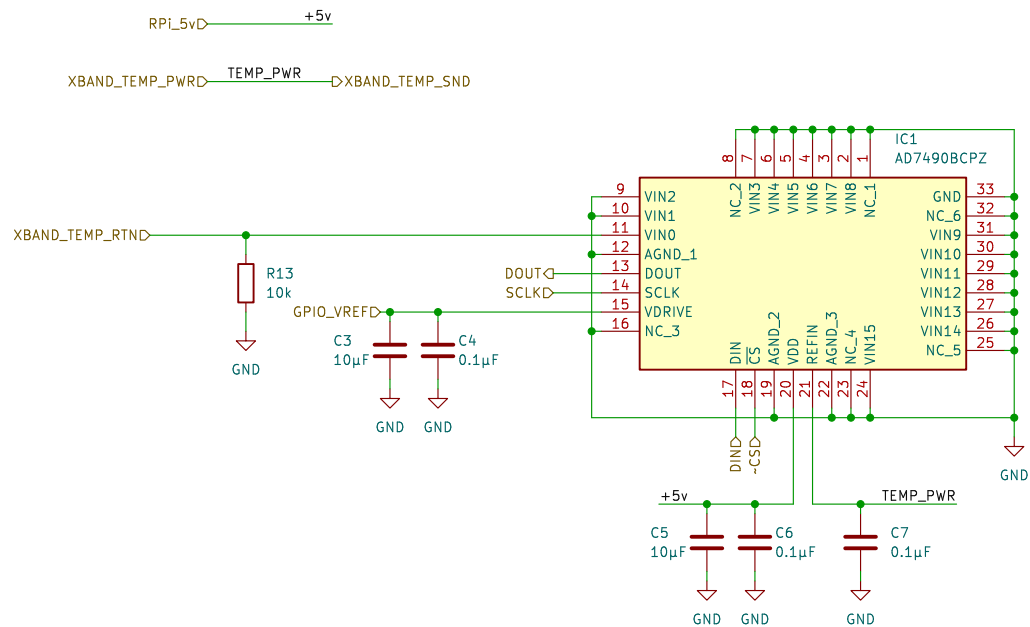 RPi_5v
+5v
XBAND_TEMP_PWR
TEMP_PWR
XBAND_TEMP_SND
IC1
AD7490BCPZ
8
7
6
5
4
3
2
1
NC_2
VIN3
VIN4
VIN5
VIN6
VIN7
VIN8
NC_1
9
VIN2
10
VIN1
XBAND_TEMP_RTN
11
VIN0
12
AGND_1
DOUT
13
DOUT
SCLK
14
SCLK
GPIO_VREF
15
VDRIVE
16
NC_3
GND
33
NC_6
32
VIN9
31
VIN10
30
VIN11
29
VIN12
28
VIN13
27
VIN14
26
NC_5
25
R13
10k
GND
C3
10µF
GND
C4
0.1µF
GND
DIN
CS
AGND_2
VDD
REFIN
AGND_3
NC_4
VIN15
17
18
19
20
21
22
23
24
DIN
~CS
GND
+5v
TEMP_PWR
C5
10µF
GND
C6
0.1µF
GND
C7
0.1µF
GND